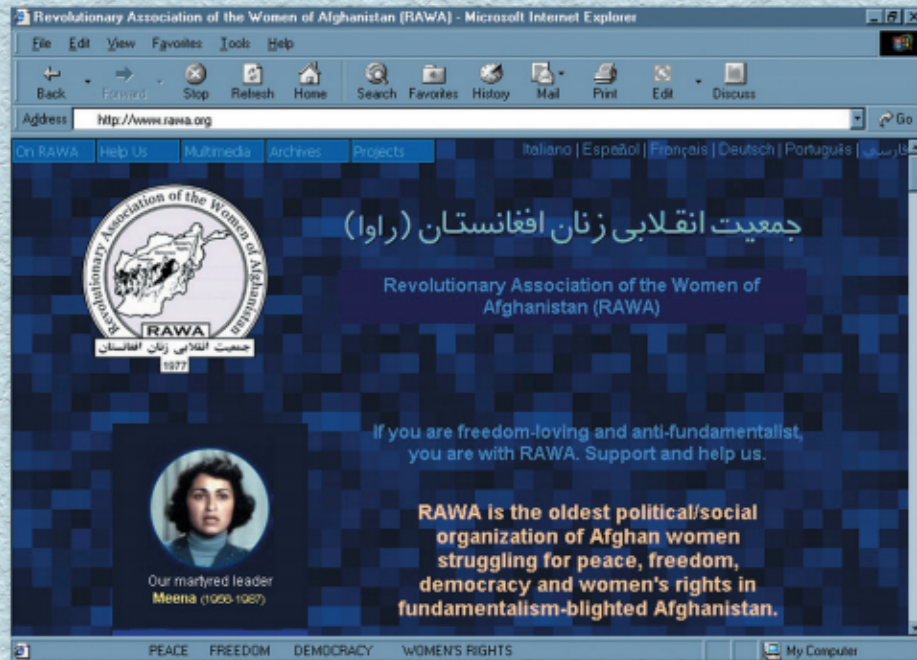 Revolutionary Association of the Women of Afghanistan (RAWA) - Microsoft Internet Explorer
File Edit View Favorites Tools Help
Back Forward Stop Refresh Home Search Favorites History Mail Print Edit Discuss
Address http://www.rawa.org Go
On RAWA Help Us Multimedia Archives Projects Italiano | Español | Français | Deutsch | Português | فارسی
Revolutionary Association of the Women of Afghanistan
RAWA
جمعیت انقلابی زنان افغانستان
1977
جمعیت انقلابی زنان افغانستان (راوا)
Revolutionary Association of the Women of
Afghanistan (RAWA)
If you are freedom-loving and anti-fundamentalist,
you are with RAWA. Support and help us.
Our martyred leader
Meena (1956-1987)
RAWA is the oldest political/social
organization of Afghan women
struggling for peace, freedom,
democracy and women's rights in
fundamentalism-blighted Afghanistan.
PEACE FREEDOM DEMOCRACY WOMEN'S RIGHTS My Computer